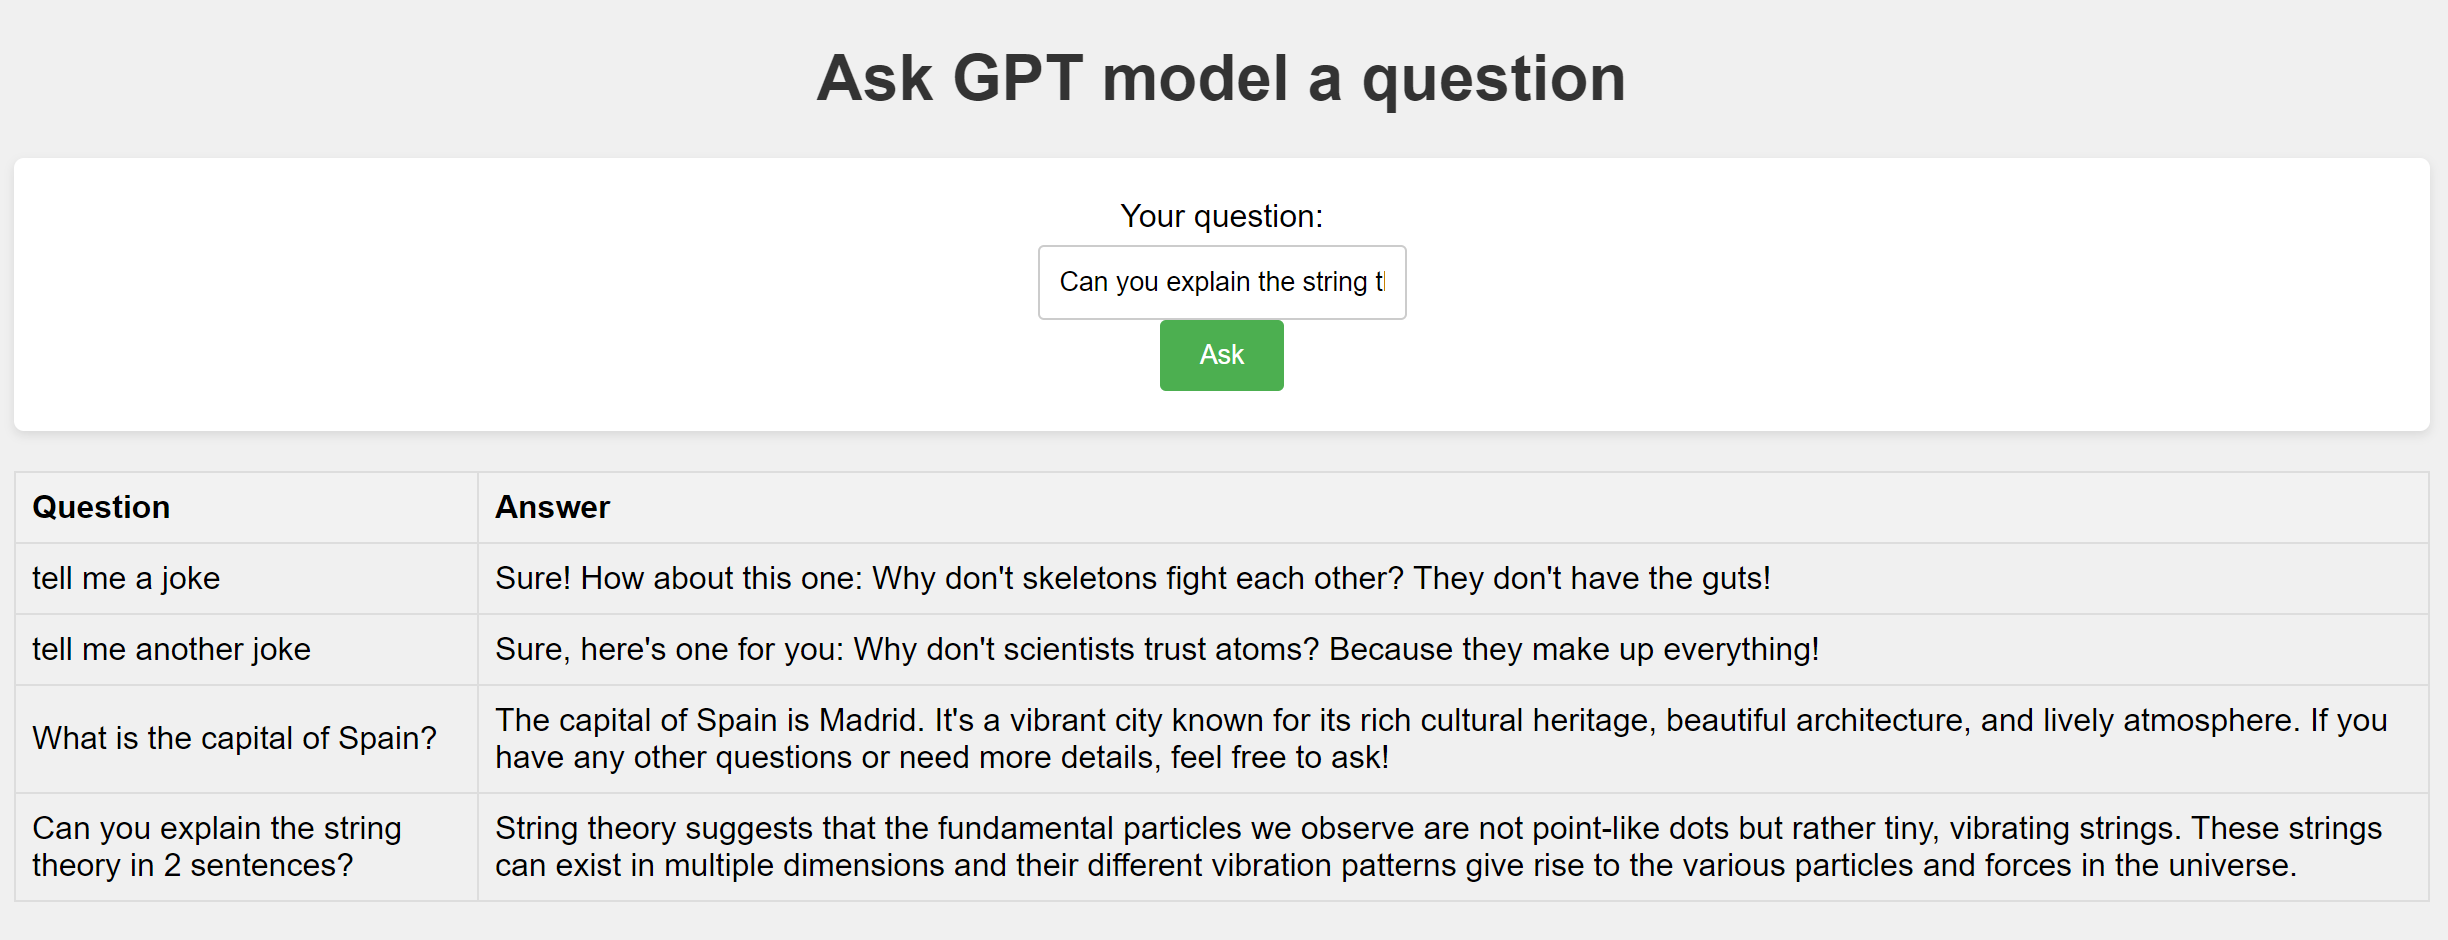 Ask GPT model a question
Your question:
Can you explain the string
Ask
Question Answer
tell me a joke Sure! How about this one: Why don't skeletons fight each other? They don't have the guts!
tell me another joke Sure, here's one for you: Why don't scientists trust atoms? Because they make up everything!
What is the capital of Spain?
The capital of Spain is Madrid. It's a vibrant city known for its rich cultural heritage, beautiful architecture, and lively atmosphere. If you
have any other questions or need more details, feel free to ask!
Can you explain the string
theory in 2 sentences?
String theory suggests that the fundamental particles we observe are not point-like dots but rather tiny, vibrating strings. These strings
can exist in multiple dimensions and their different vibration patterns give rise to the various particles and forces in the universe.